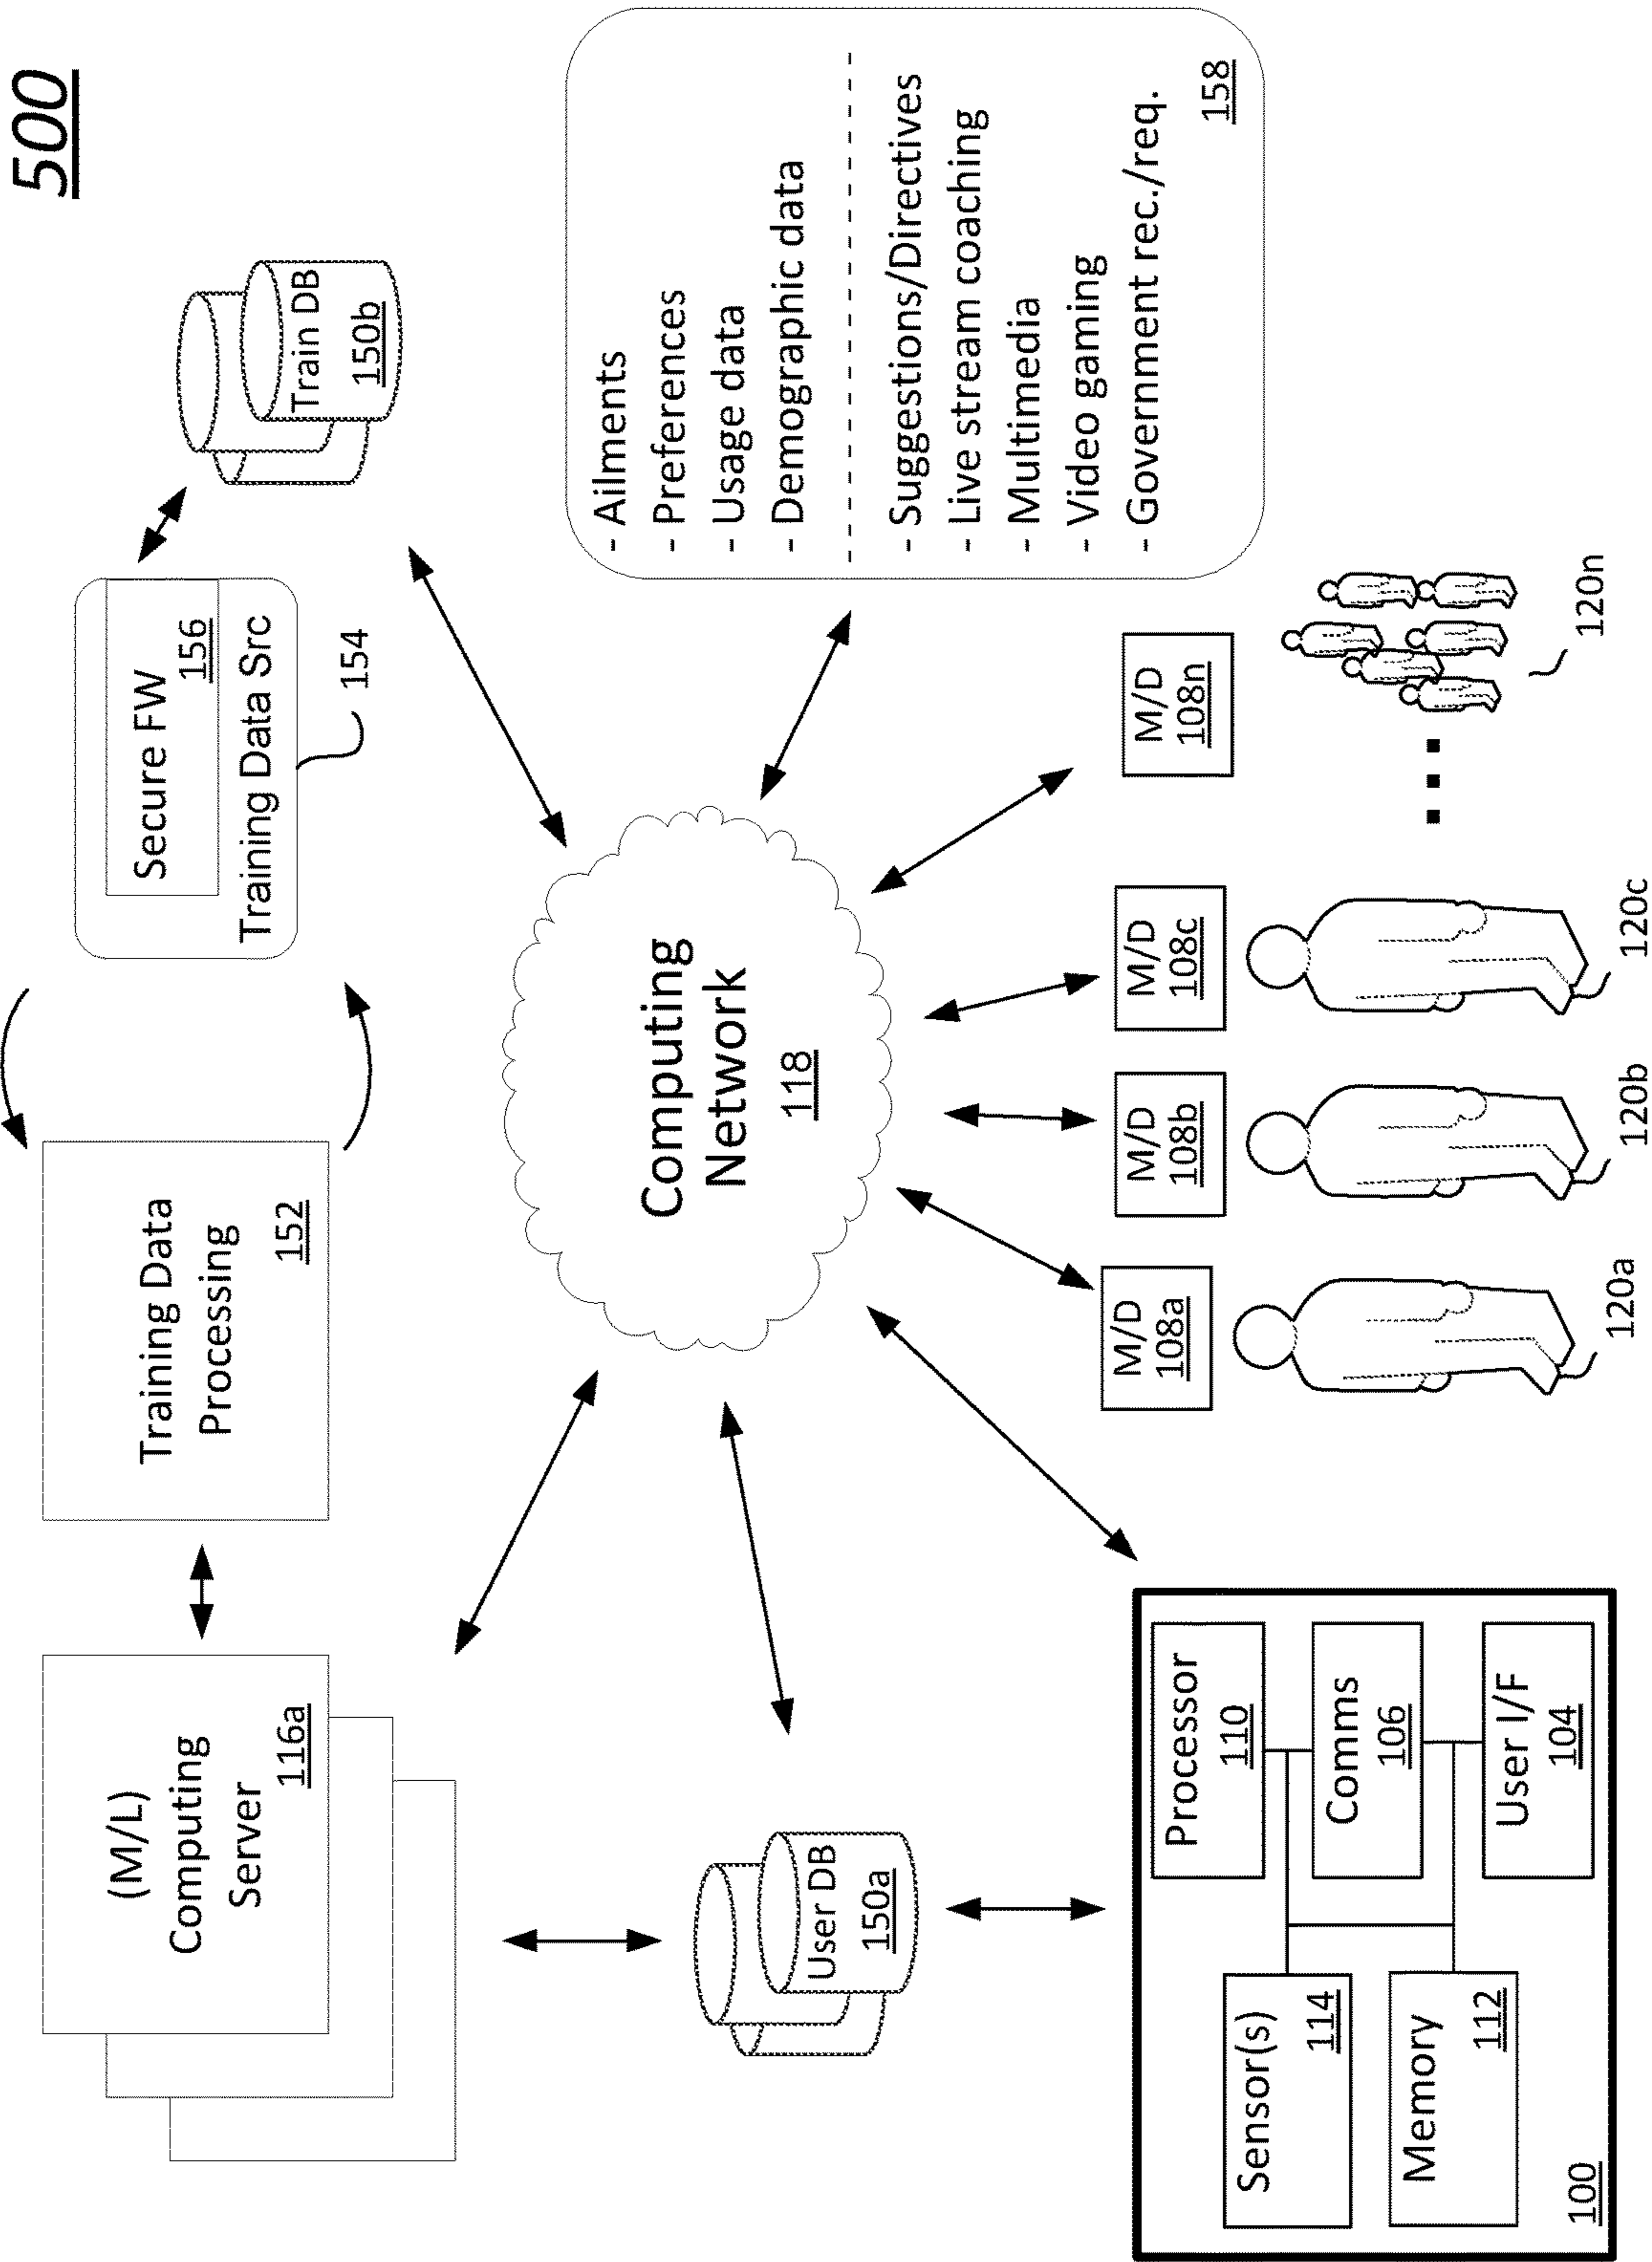 500
(M/L)
Computing
Server
116a
Training Data
Processing
152
Secure FW
156
Training Data Src
154
Train DB
150b
User DB
150a
Computing
Network
118
- Ailments
- Preferences
- Usage data
- Demographic data
- Suggestions/Directives
- Live stream coaching
- Multimedia
- Video gaming
- Government rec./req.
158
Sensor(s)
114
Memory
112
Processor
110
Comms
106
User I/F
104
100
M/D
108a
M/D
108b
M/D
108c
M/D
108n
120a
120b
120c
120n